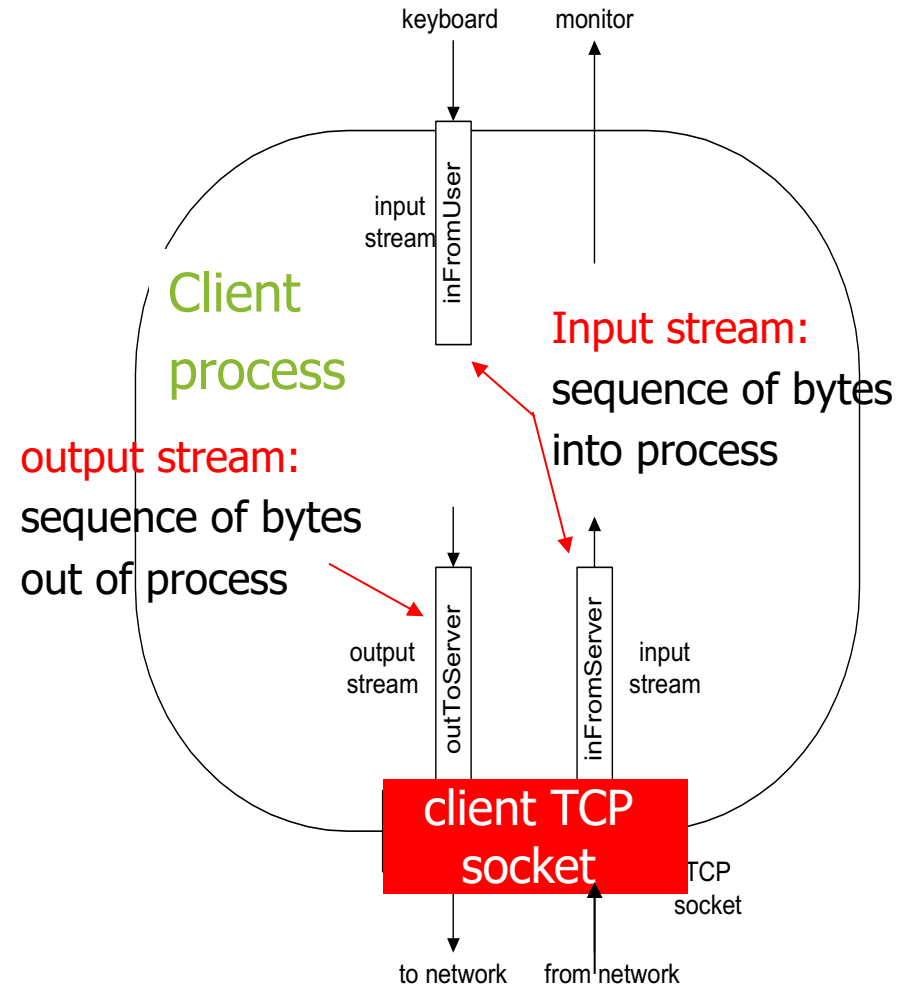 keyboard
monitor
input
stream
inFromUser
Client
process
Input stream:
sequence of bytes
into process
output stream:
sequence of bytes
out of process
output
stream
outToServer
inFromServer
input
stream
client TCP
socket
TCP
socket
to network
from network